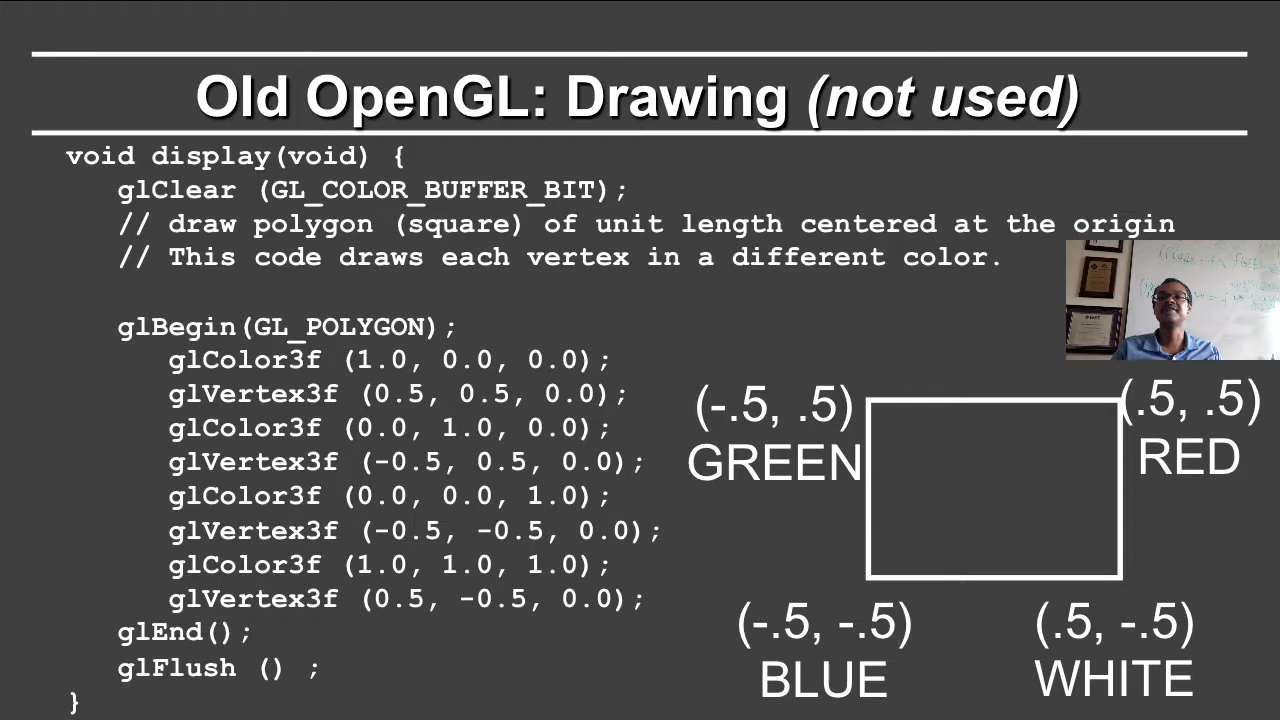 Old OpenGL: Drawing (not used)
void display(void) {
glClear (GL_COLOR_BUFFER_BIT);
// draw polygon (square) of unit length centered at the origin
// This code draws each vertex in a different color.
glBegin(GL_POLYGON);
glColor3f (1.0, 0.0, 0.0);
glVertex3f (0.5, 0.5, 0.0);
glColor3f (0.0, 1.0, 0.0);
glVertex3f (-0.5, 0.5, 0.0);
glColor3f (0.0, 0.0, 1.0);
glVertex3f (-0.5, -0.5, 0.0);
glColor3f (1.0, 1.0, 1.0);
glVertex3f (0.5, -0.5, 0.0);
glEnd();
glFlush () ;
}
(-.5, .5)
GREEN
(.5, .5)
RED
(-.5, -.5)
BLUE
(.5, -.5)
WHITE